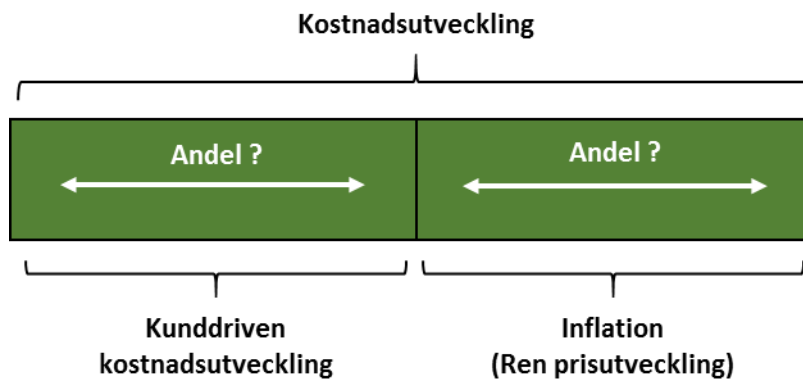 Kostnadsutveckling
Andel ?
Andel ?
Kunddriven
kostnadsutveckling
Inflation
(Ren prisutveckling)